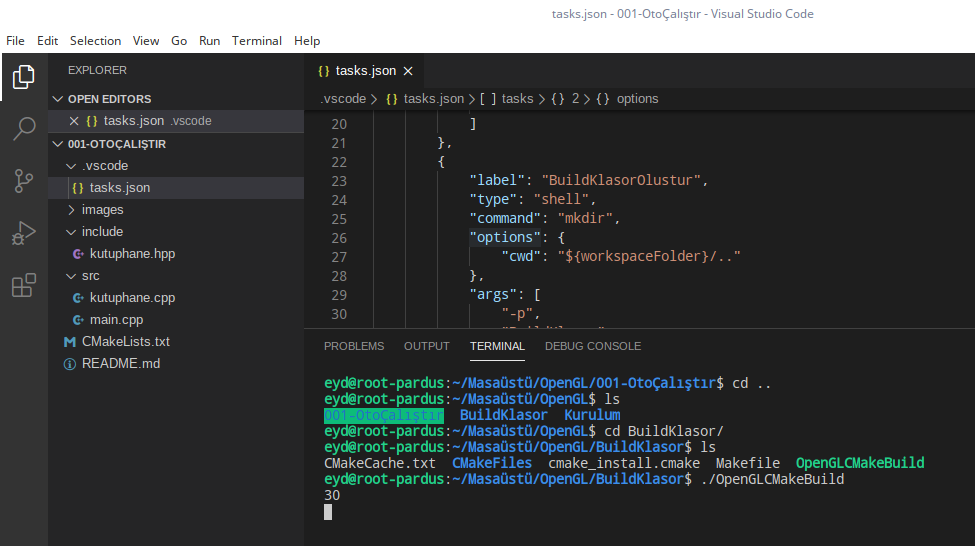 tasks.json - 001-OtoÇalıştır - Visual Studio Code
File Edit Selection View Go Run Terminal Help
EXPLORER
OPEN EDITORS
tasks.json .vscode
001-OTOÇALIŞTIR
.vscode
tasks.json
images
include
kutuphane.hpp
src
kutuphane.cpp
main.cpp
CMakeLists.txt
README.md
tasks.json
.vscode > tasks.json > [ ] tasks > {} 2 > {} options
20 ]
21 },
22 {
23 "label": "BuildKlasorOlustur",
24 "type": "shell",
25 "command": "mkdir",
26 "options": {
27 "cwd": "${workspaceFolder}/.."
28 },
29 "args": [
30 "-p",
PROBLEMS OUTPUT TERMINAL DEBUG CONSOLE
eyd@root-pardus:~/Masaüstü/OpenGL/001-OtoÇalıştır$ cd ..
eyd@root-pardus:~/Masaüstü/OpenGL$ ls
001-OtoÇalıştır BuildKlasor Kurulum
eyd@root-pardus:~/Masaüstü/OpenGL$ cd BuildKlasor/
eyd@root-pardus:~/Masaüstü/OpenGL/BuildKlasor$ ls
CMakeCache.txt CMakeFiles cmake_install.cmake Makefile OpenGLCMakeBuild
eyd@root-pardus:~/Masaüstü/OpenGL/BuildKlasor$ ./OpenGLCMakeBuild
30